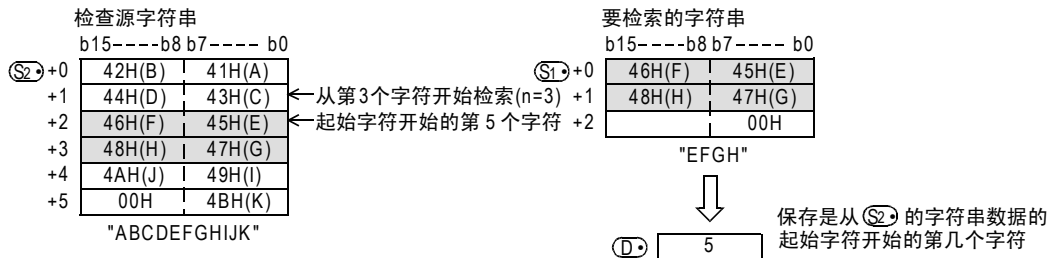 检查源字符串
b15----b8 b7---- b0
S2• +0 42H(B) 41H(A)
+1 44H(D) 43H(C) 从第3个字符开始检索(n=3)
+2 46H(F) 45H(E) 起始字符开始的第 5 个字符
+3 48H(H) 47H(G)
+4 4AH(J) 49H(I)
+5 00H 4BH(K)
"ABCDEFGHIJK"
要检索的字符串
b15----b8 b7---- b0
S1• +0 46H(F) 45H(E)
+1 48H(H) 47H(G)
+2 00H
"EFGH"
D• 5
保存是从 S2• 的字符串数据的
起始字符开始的第几个字符